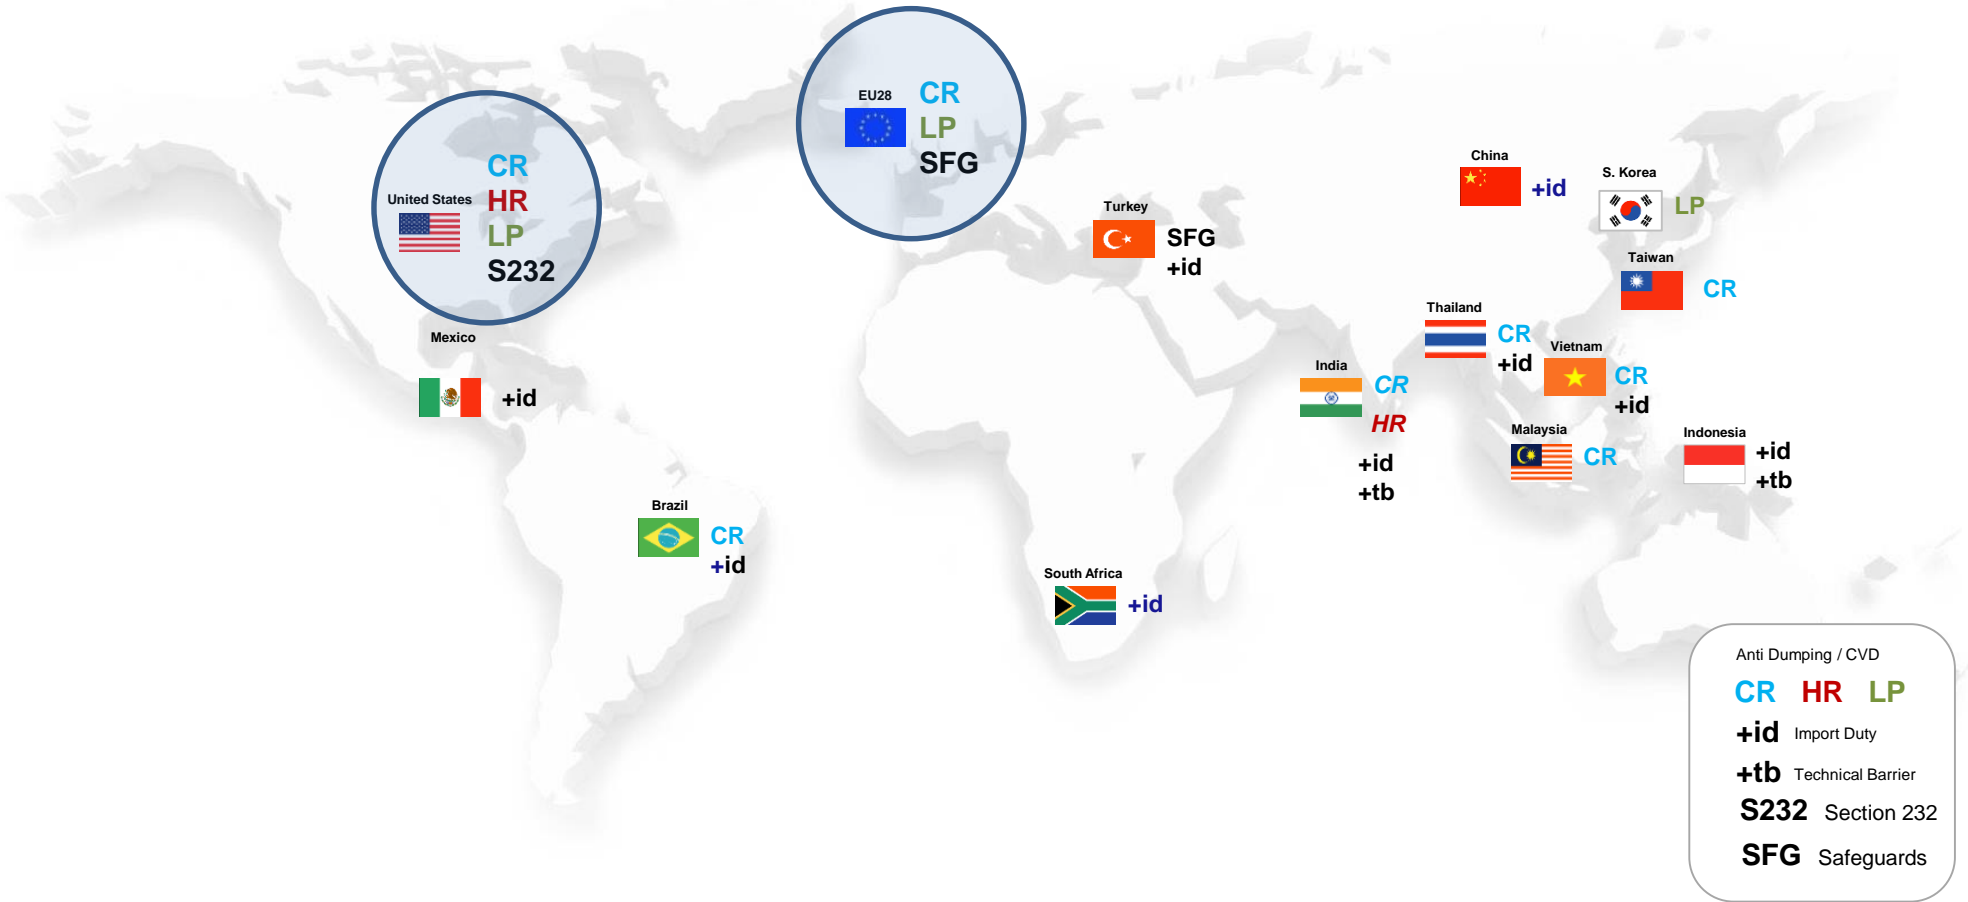 EU28
CR
LP
SFG
United States
CR
HR
LP
S232
China
+id
S. Korea
LP
Turkey
SFG
+id
Taiwan
CR
Thailand
CR
+id
Vietnam
CR
+id
Mexico
+id
India
CR
HR
+id
+tb
Malaysia
CR
Indonesia
+id
+tb
Brazil
CR
+id
South Africa
+id
Anti Dumping / CVD
CR HR LP
+id Import Duty
+tb Technical Barrier
S232 Section 232
SFG Safeguards